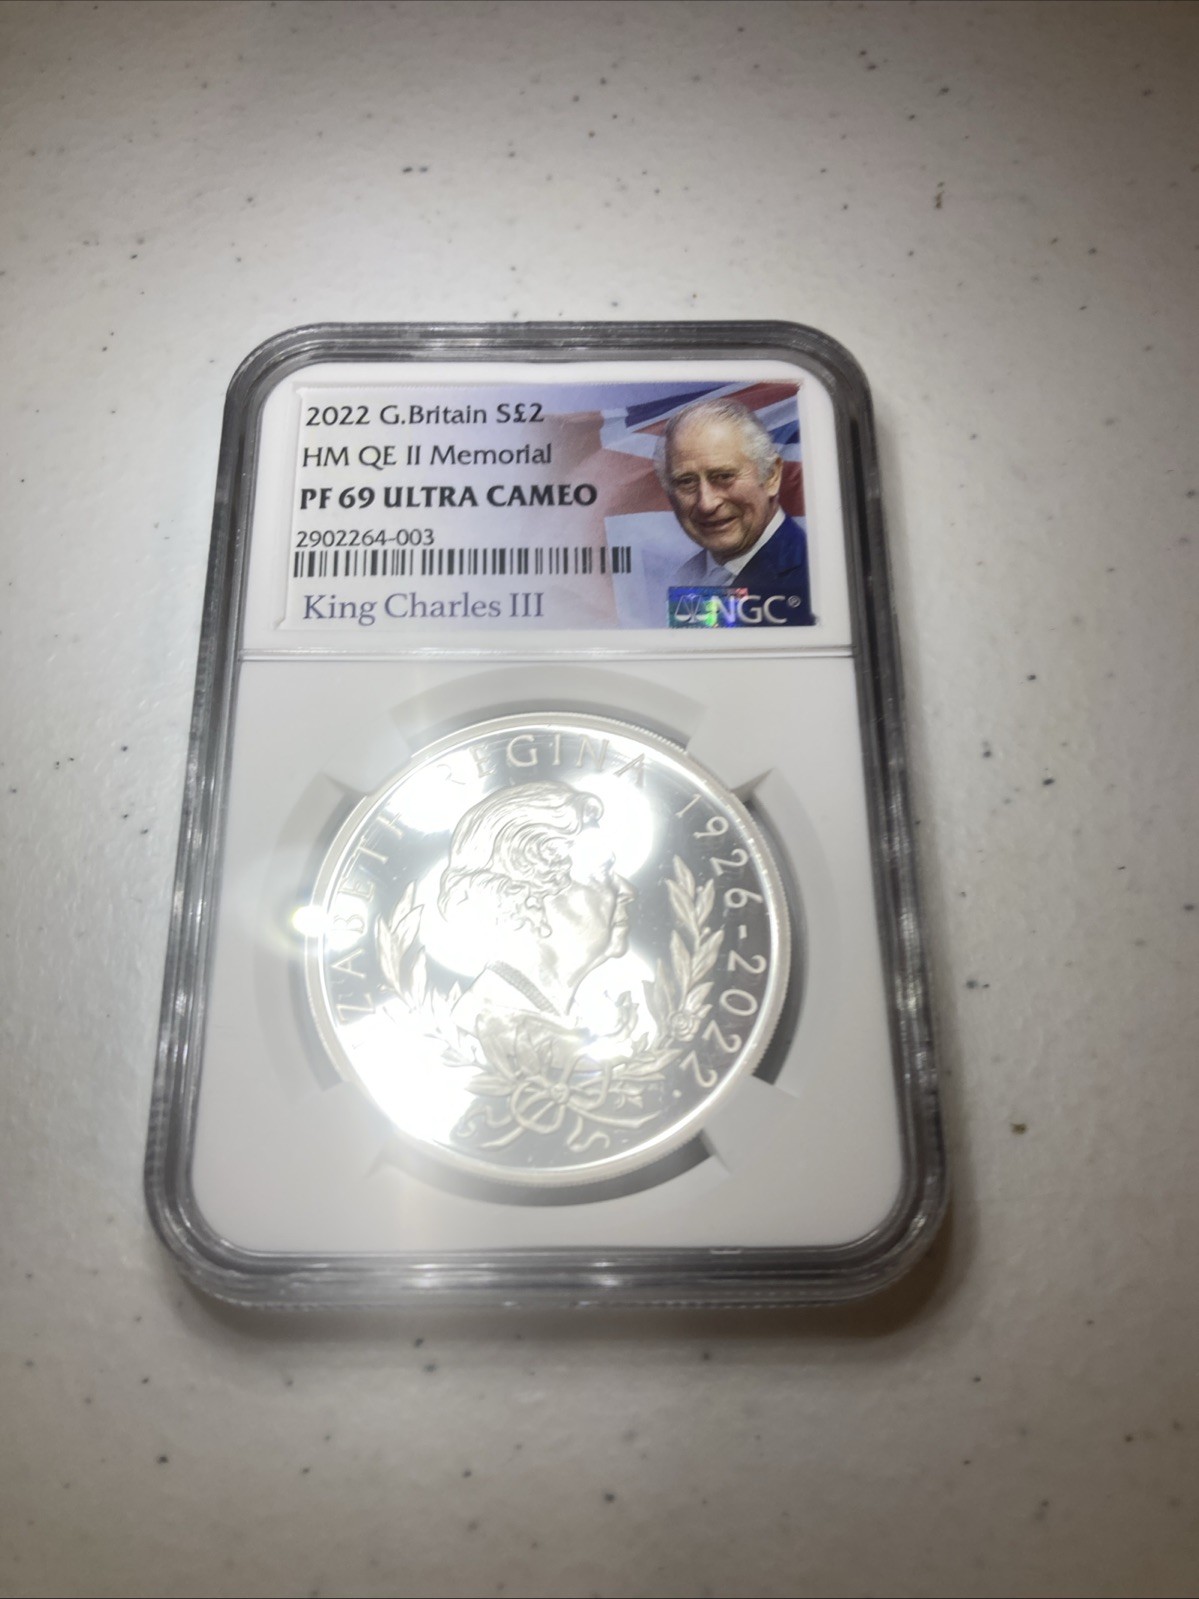 2022 G.Britain S£2
HM QE II Memorial
PF 69 ULTRA CAMEO
2902264-003
King Charles III
NGC®
ZABETH REGINA 1926-2022.